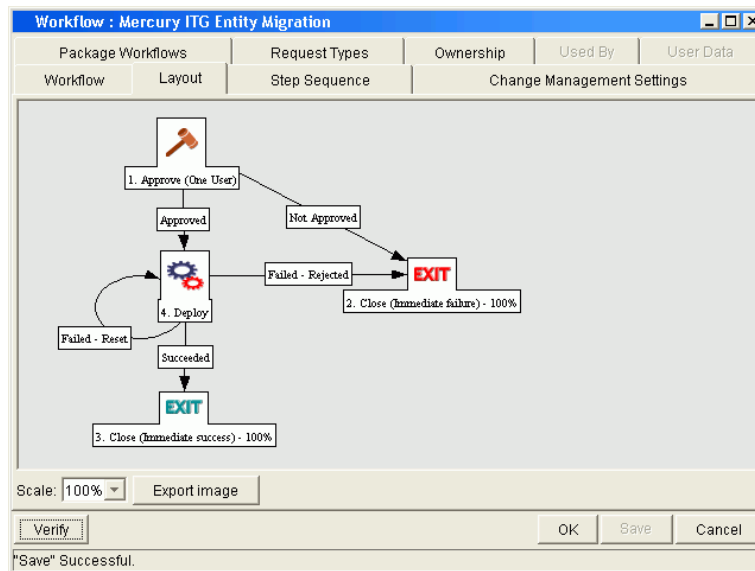 Workflow : Mercury ITG Entity Migration
Package Workflows
Request Types
Ownership
Used By
User Data
Workflow
Layout
Step Sequence
Change Management Settings
1. Approve (One User)
Approved
Not Approved
EXIT
Failed - Rejected
2. Close (Immediate failure) - 100%
4. Deploy
Failed - Reset
Succeeded
EXIT
3. Close (Immediate success) - 100%
Scale: 100%
Export image
Verify
OK
Save
Cancel
"Save" Successful.